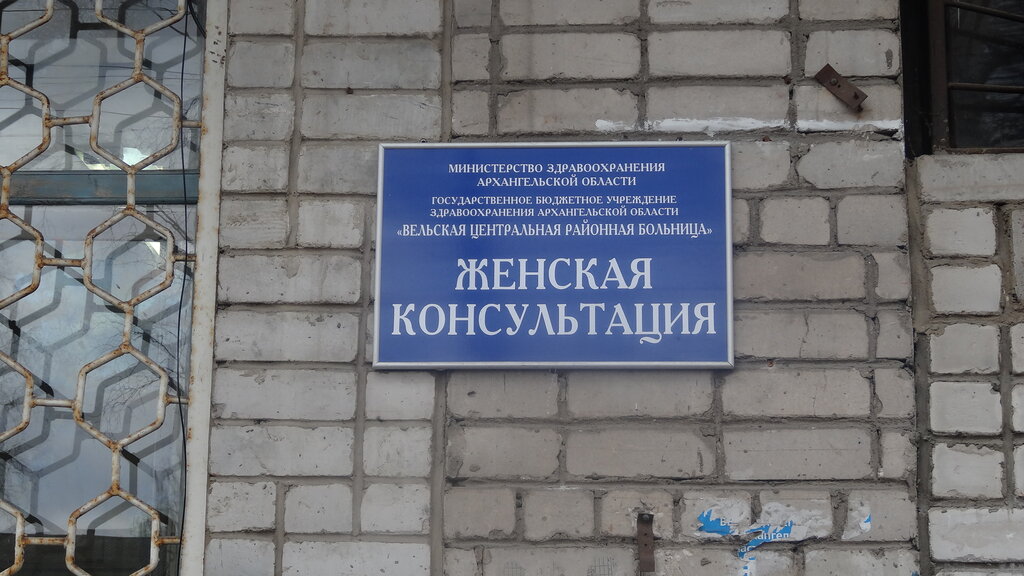 МИНИСТЕРСТВО ЗДРАВООХРАНЕНИЯ
АРХАНГЕЛЬСКОЙ ОБЛАСТИ
ГОСУДАРСТВЕННОЕ БЮДЖЕТНОЕ УЧРЕЖДЕНИЕ
ЗДРАВООХРАНЕНИЯ АРХАНГЕЛЬСКОЙ ОБЛАСТИ
«ВЕЛЬСКАЯ ЦЕНТРАЛЬНАЯ РАЙОННАЯ БОЛЬНИЦА»
ЖЕНСКАЯ
КОНСУЛЬТАЦИЯ